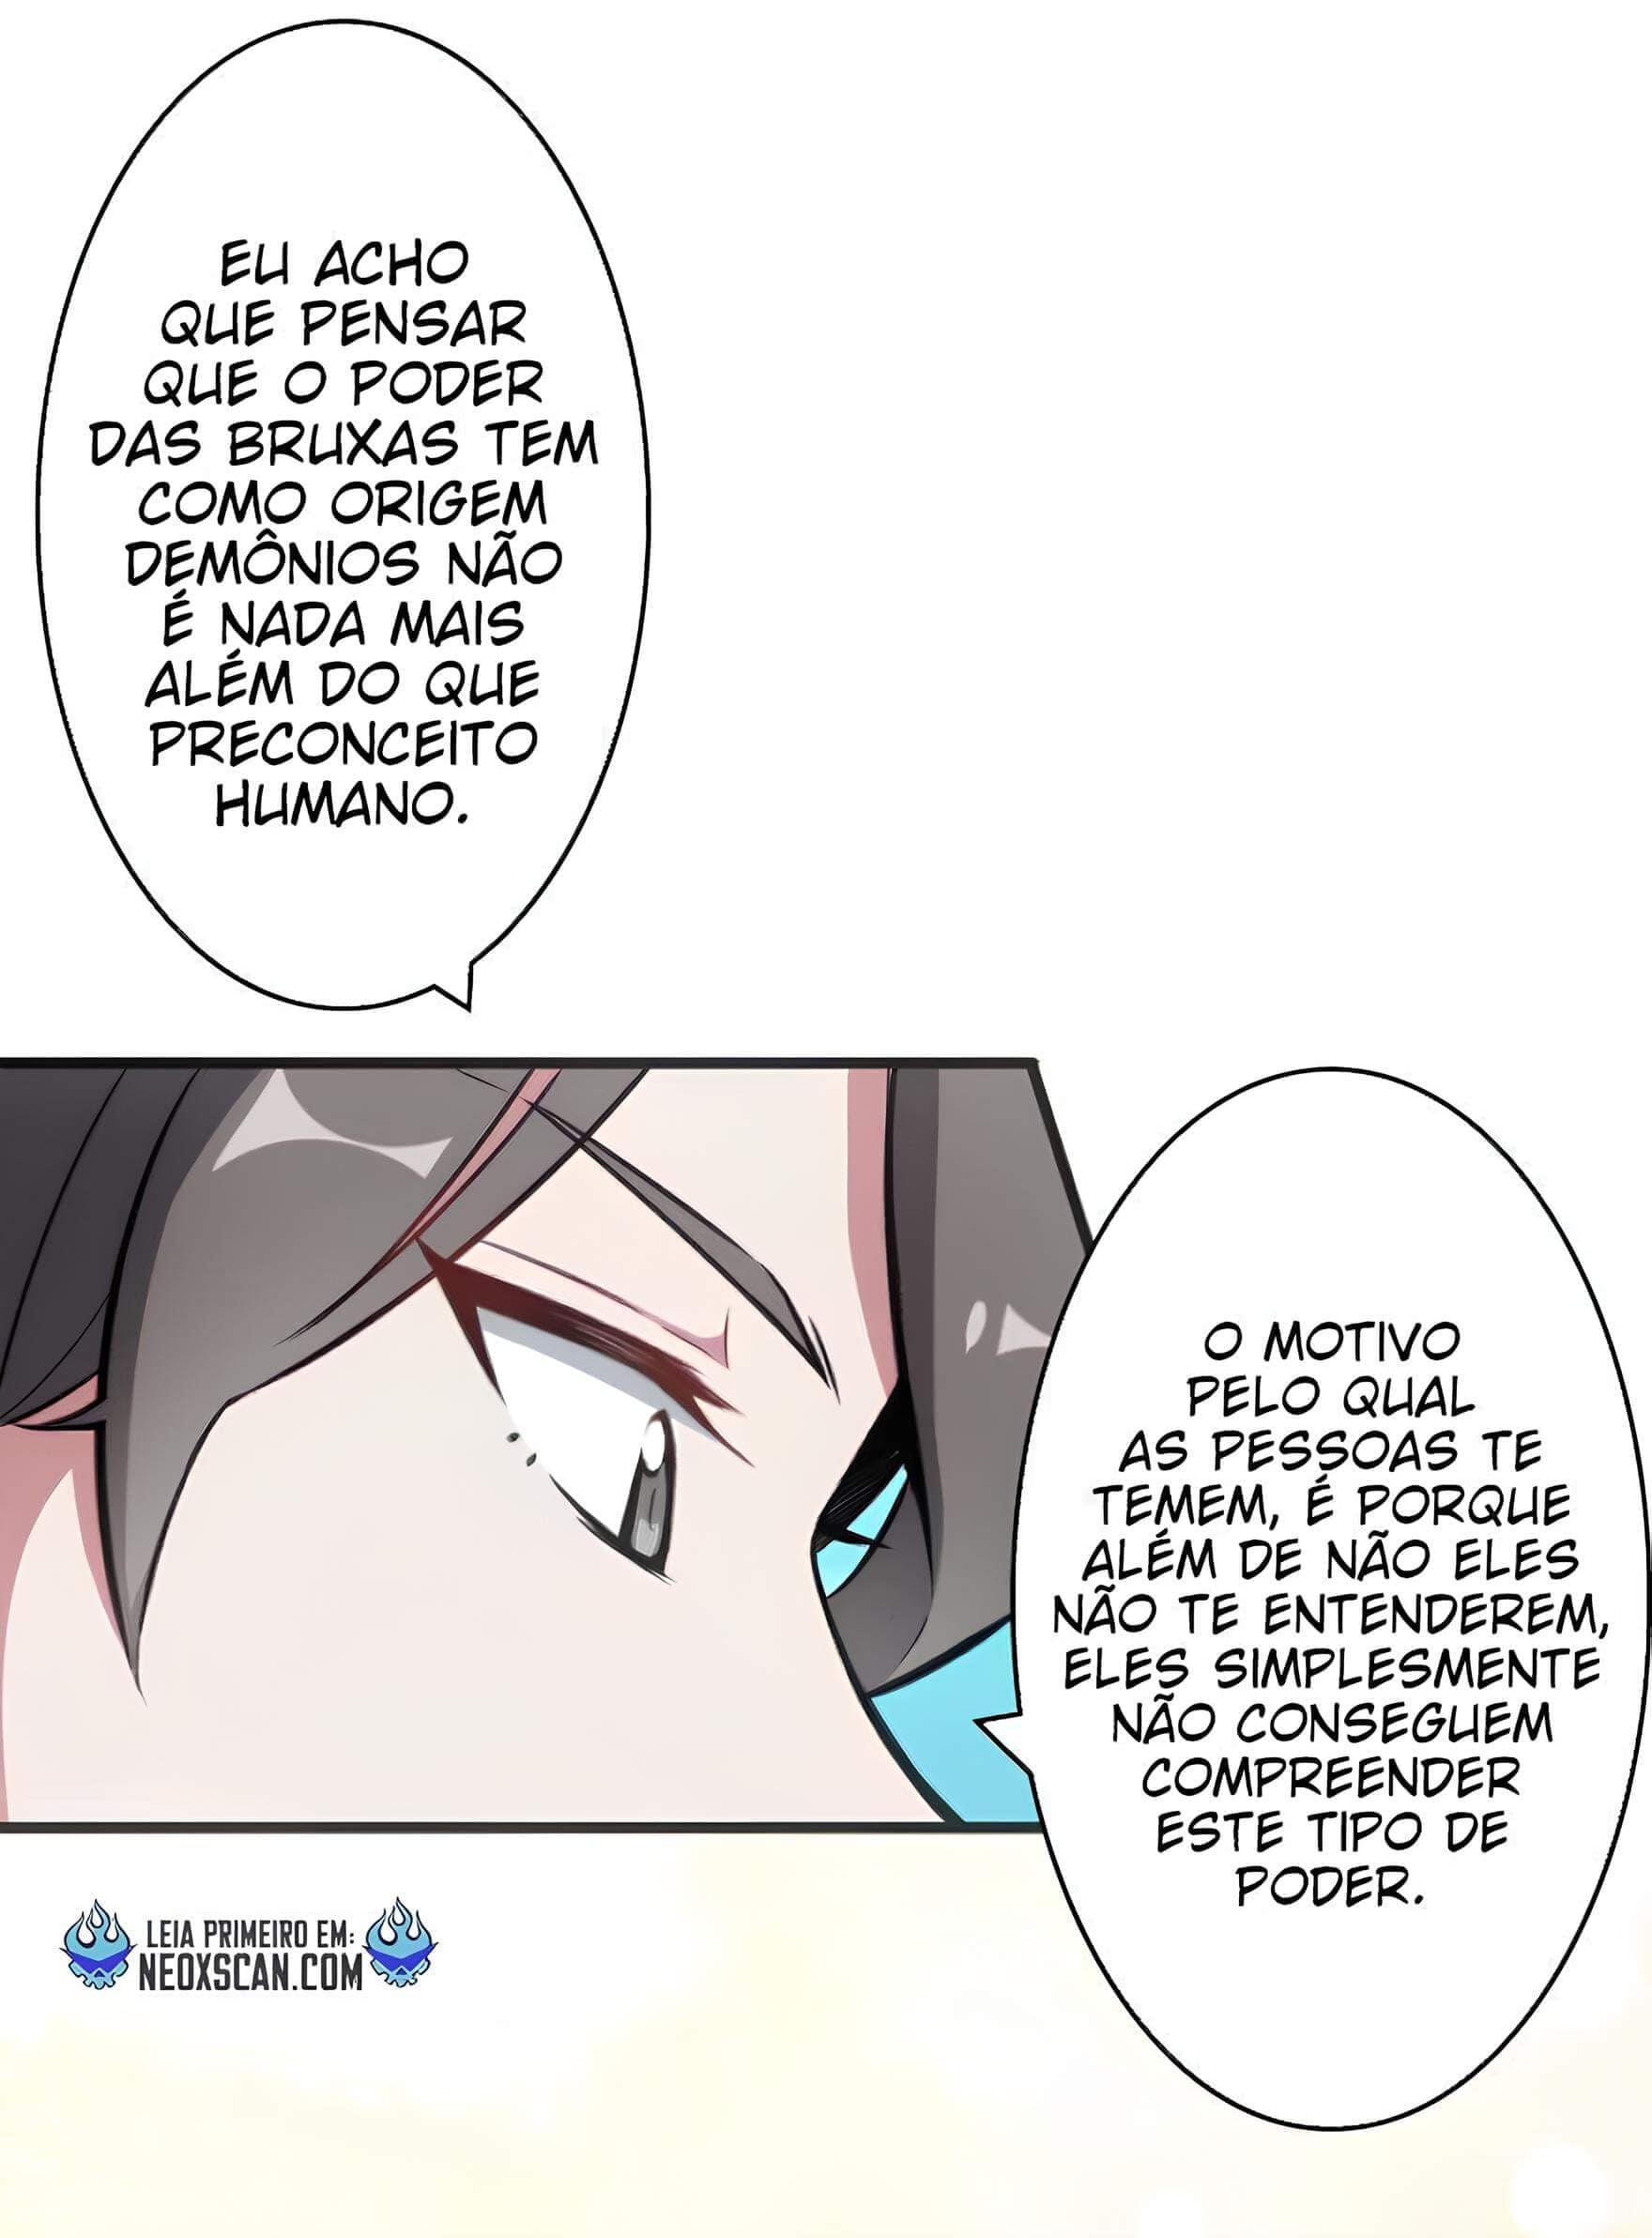 EU ACHO
QUE PENSAR
QUE O PODER
DAS BRUXAS TEM
COMO ORIGEM
DEMÔNIOS NÃO
É NADA MAIS
ALÉM DO QUE
PRECONCEITO
HUMANO.
O MOTIVO
PELO QUAL
AS PESSOAS TE
TEMEM, É PORQUE
ALÉM DE NÃO ELES
NÃO TE ENTENDEREM,
ELES SIMPLESMENTE
NÃO CONSEGUEM
COMPREENDER
ESTE TIPO DE
PODER.
LEIA PRIMEIRO EM:
NEOXSCAN.COM